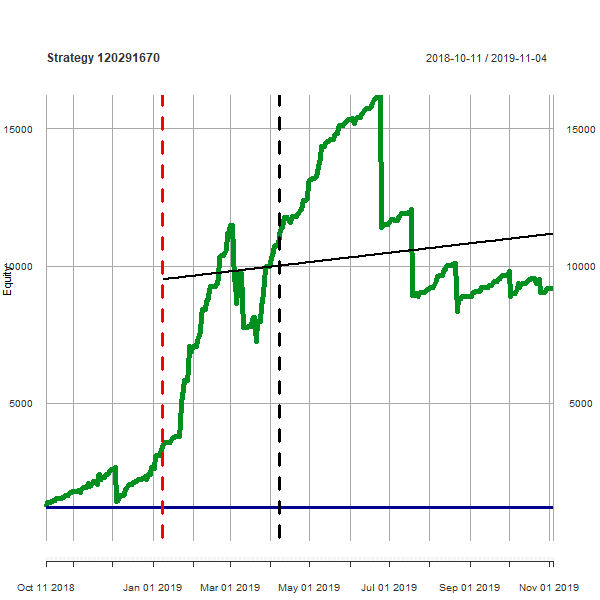 Strategy 120291670
2018-10-11 / 2019-11-04
15000
15000
10000
10000
Equity
5000
5000
Oct 11 2018
Jan 01 2019
Mar 01 2019
May 01 2019
Jul 01 2019
Sep 01 2019
Nov 01 2019